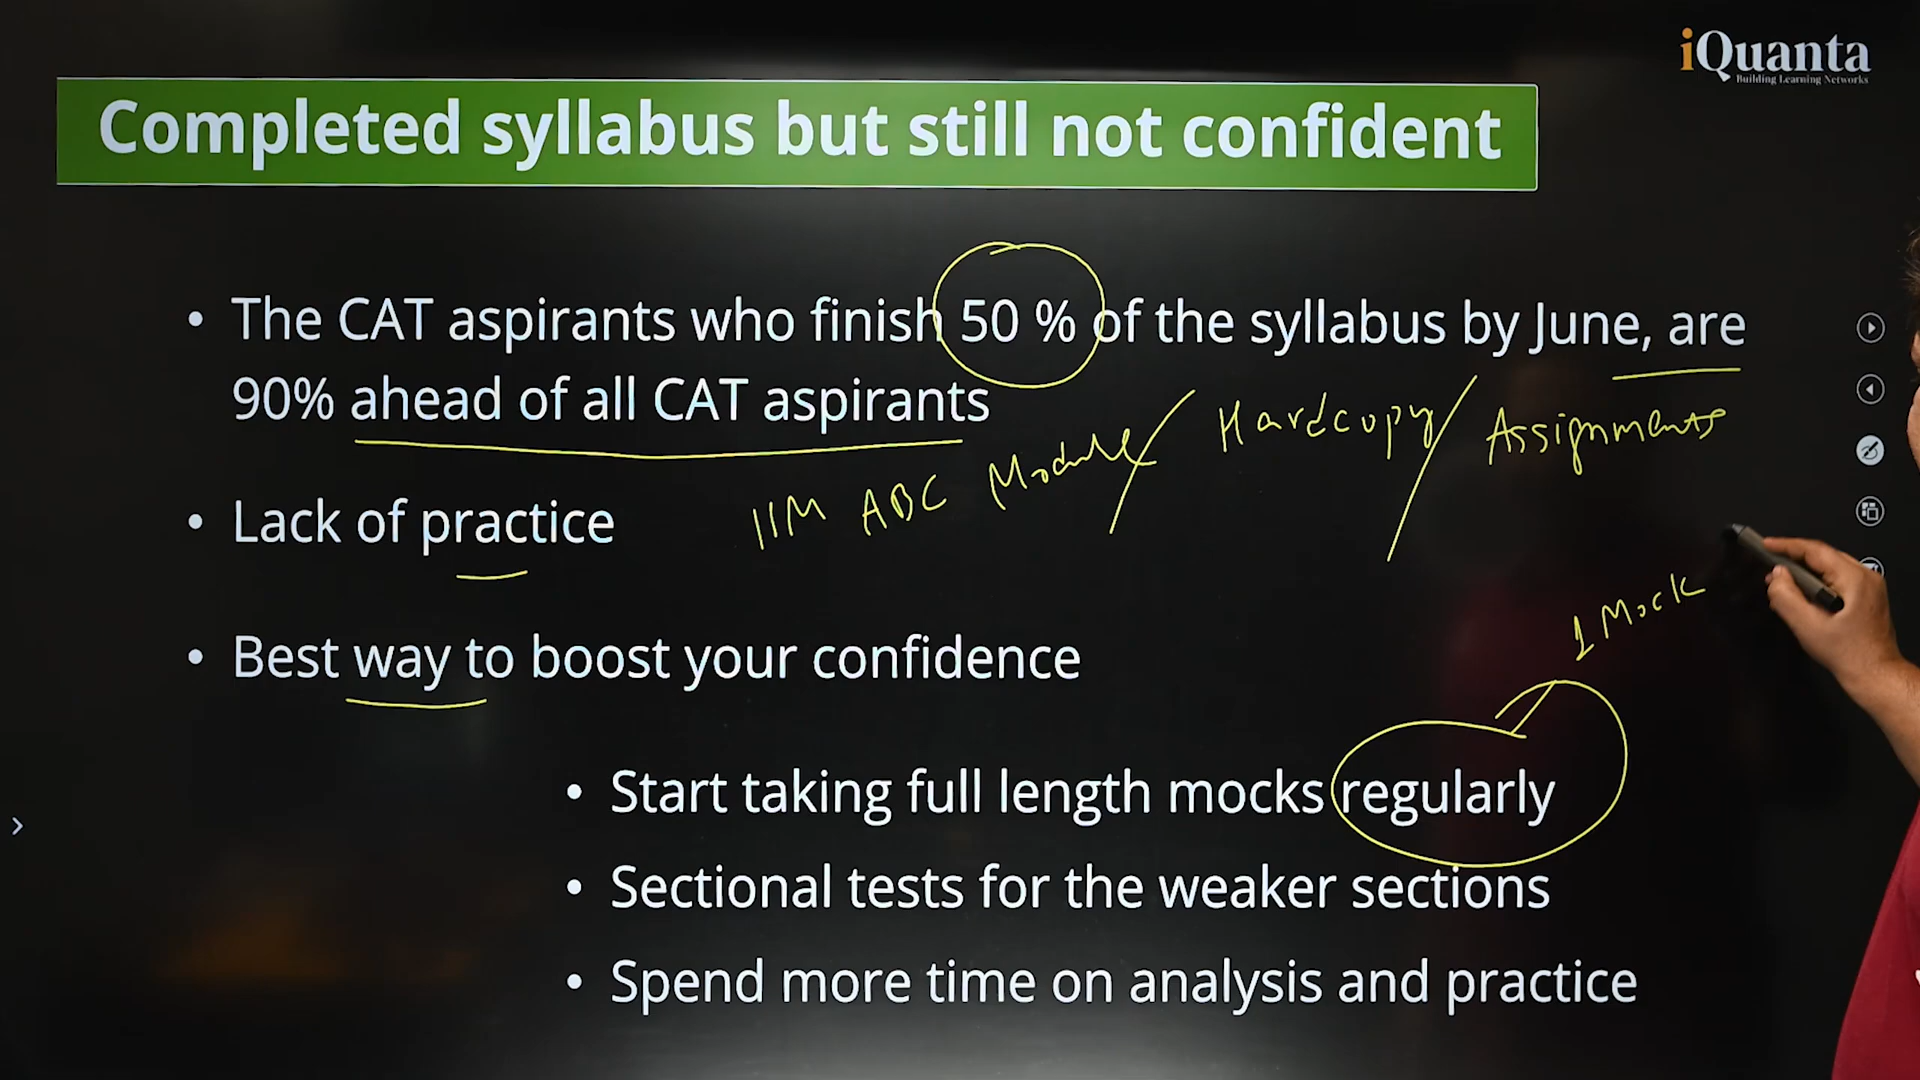 iQuanta
Building Learning Networks
Completed syllabus but still not confident
• The CAT aspirants who finish 50 % of the syllabus by June, are
90% ahead of all CAT aspirants
IIM ABC Module / Hardcopy / Assignments
• Lack of practice
1 Mock
• Best way to boost your confidence
• Start taking full length mocks regularly
• Sectional tests for the weaker sections
• Spend more time on analysis and practice